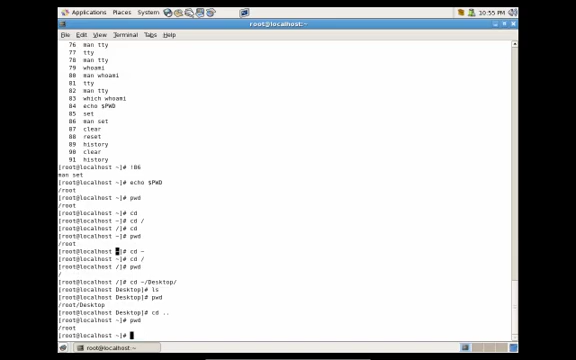 Applications Places System 10:55 PM
root@localhost:~
File Edit View Terminal Tabs Help
76 man tty
77 tty
78 man tty
79 whoami
80 man whoami
81 tty
82 man tty
83 which whoami
84 echo $PWD
85 set
86 man set
87 clear
88 reset
89 history
90 clear
91 history
[root@localhost ~]# !86
man set
[root@localhost ~]# echo $PWD
/root
[root@localhost ~]# pwd
/root
[root@localhost ~]# cd
[root@localhost ~]# cd /
[root@localhost /]# cd
[root@localhost ~]# pwd
/root
[root@localhost ~]# cd ~
[root@localhost ~]# cd /
[root@localhost /]# pwd
/
[root@localhost /]# cd ~/Desktop/
[root@localhost Desktop]# ls
[root@localhost Desktop]# pwd
/root/Desktop
[root@localhost Desktop]# cd ..
[root@localhost ~]# pwd
/root
[root@localhost ~]#
root@localhost:~